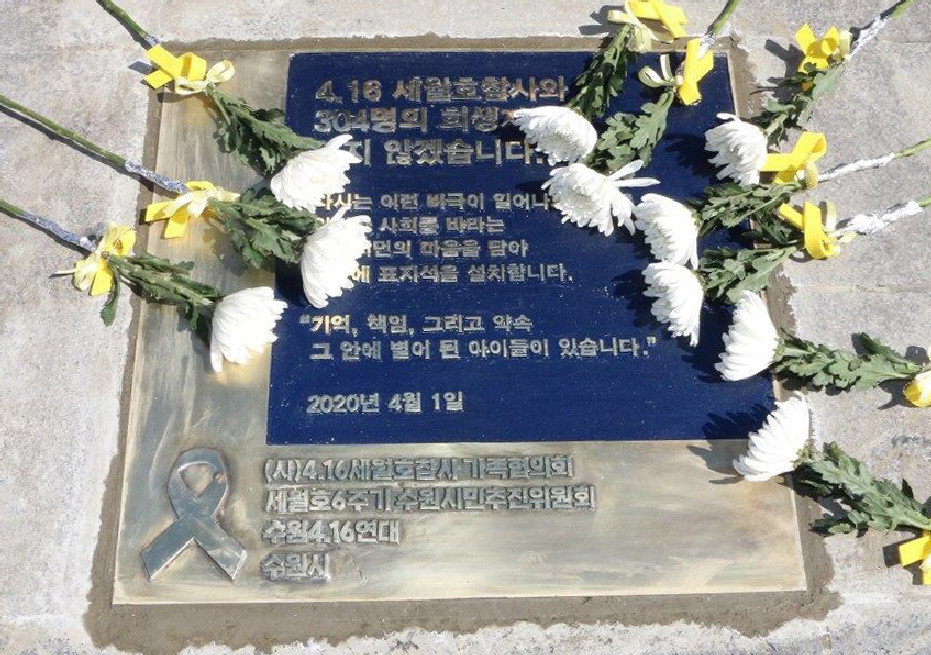 4.16 세월호참사와
304명의 희생
않겠습니다.
다시는 이런 비극이 일어나
사회를 바라는
마음을 담아
표지석을 설치합니다.
“기억, 책임, 그리고 약속
그 안에 별이 된 아이들이 있습니다.”
2020년 4월 1일
(사)4.16세월호참사가족협의회
세월호6주기수원시민추진위원회
수원4.16연대
수원시